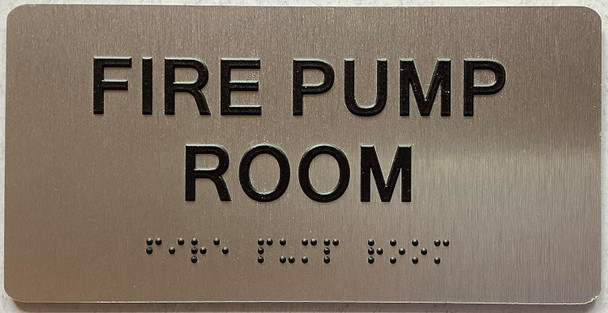 FIRE PUMP
ROOM
⠋⠊⠗⠑ ⠏⠥⠍⠏ ⠗⠕⠕⠍